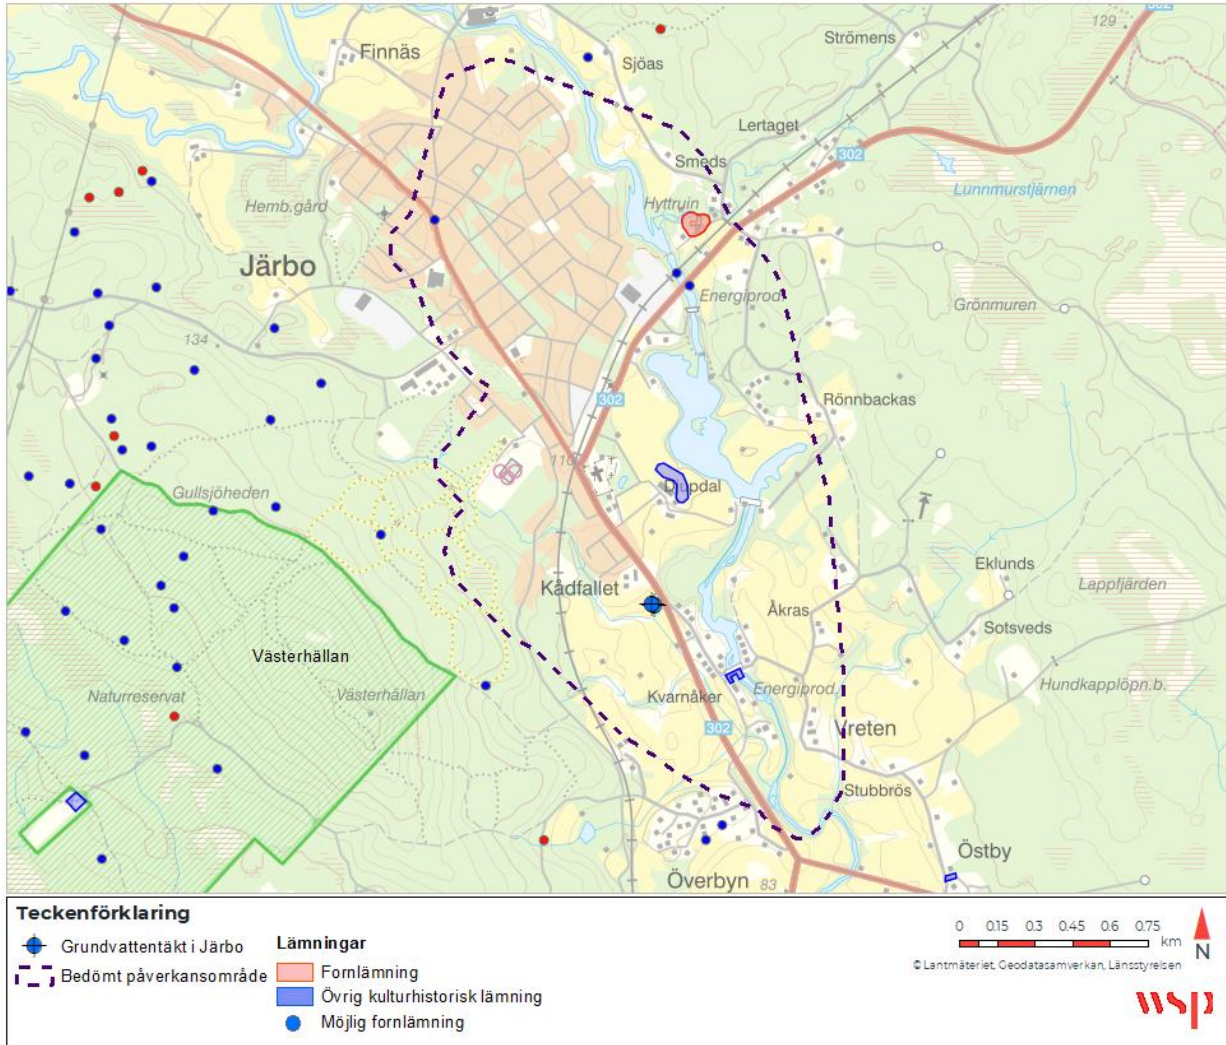 302
129
Strömens
Finnäs
Sjöas
Lertaget
302
Smeds
Lunnmurstjärnen
Hyttruin
Hemb.gård
Järbo
Energiprod.
Grönmuren
134
302
Rönnbackas
110
Djupdal
Gullsjöheden
Eklunds
Kådfallet
Lappfjärden
Åkras
Sotsveds
Västerhällan
Naturreservat
Västerhällan
Kvarnåker
Energiprod.
Hundkapplöpn.b.
302
Vreten
Stubbrös
Östby
Överbyn
83
Teckenförklaring
Grundvattentäkt i Järbo
Bedömt påverkansområde
Lämningar
Fornlämning
Övrig kulturhistorisk lämning
Möjlig fornlämning
0 0.15 0.3 0.45 0.6 0.75
km
N
© Lantmäteriet, Geodatasamverkan, Länsstyrelsen
wsp